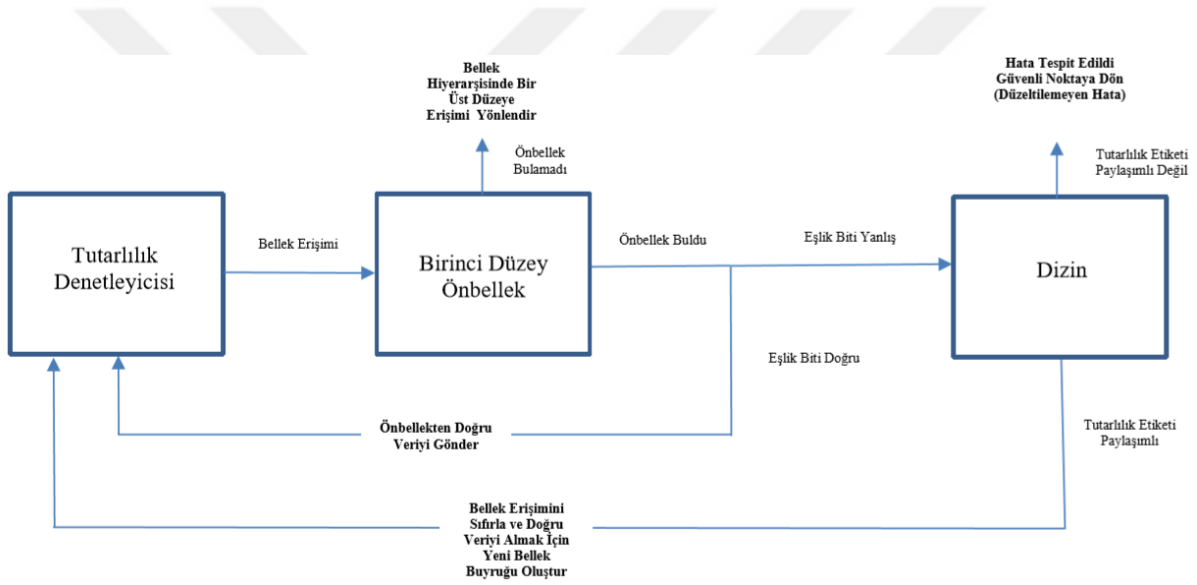 Bellek
Hiyerarşisinde Bir
Üst Düzeye
Erişimi Yönlendir
Hata Tespit Edildi
Güvenli Noktaya Dön
(Düzeltilemeyen Hata)
Önbellek
Bulamadı
Tutarlılık Etiketi
Paylaşımlı Değil
Tutarlılık
Denetleyicisi
Bellek Erişimi
Birinci Düzey
Önbellek
Önbellek Buldu
Eşlik Biti Yanlış
Dizin
Eşlik Biti Doğru
Önbellekten Doğru
Veriyi Gönder
Tutarlılık Etiketi
Paylaşımlı
Bellek Erişimini
Sıfırla ve Doğru
Veriyi Almak İçin
Yeni Bellek
Buyruğu Oluştur